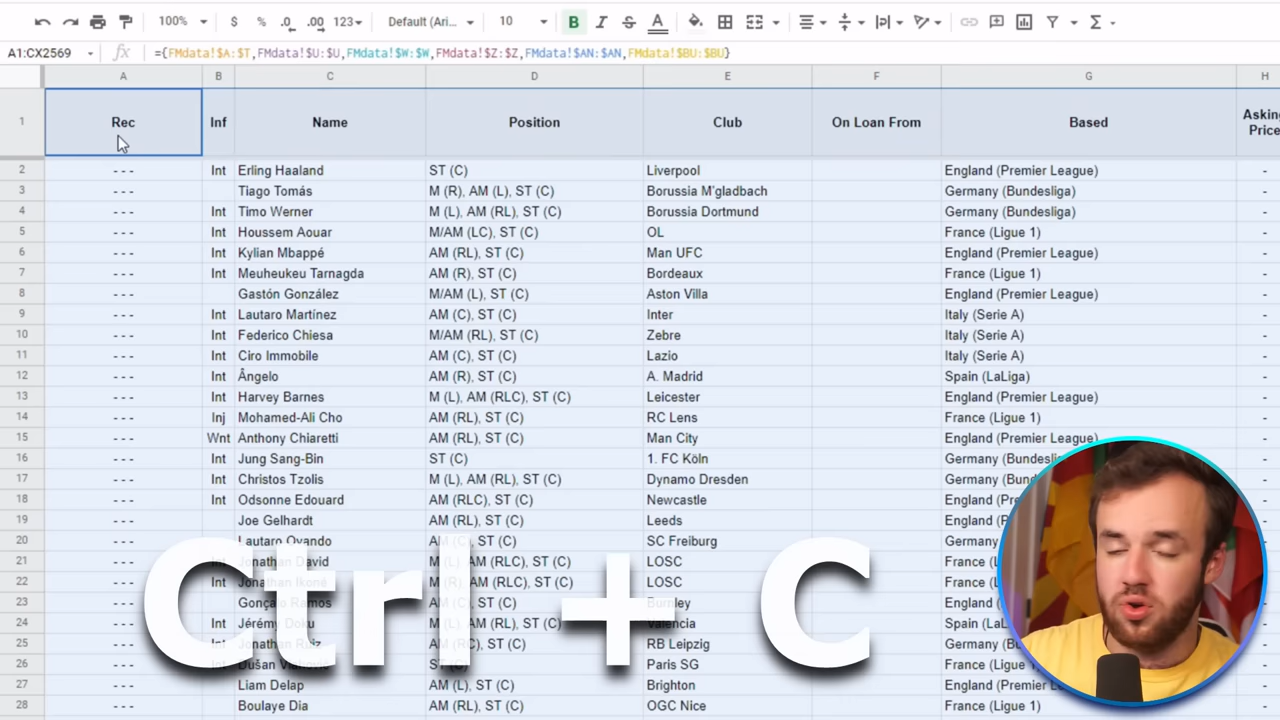 100% $ % .0 .00 123 Default (Ari... 10 B I S A
A1:CX2569 fx ={FMdata!$A:$T,FMdata!$U:$U,FMdata!$W:$W,FMdata!$Z:$Z,FMdata!$AN:$AN,FMdata!$BU:$BU}
A B C D E F G H
1 Rec Inf Name Position Club On Loan From Based Asking Price
2 - - - Int Erling Haaland ST (C) Liverpool England (Premier League) -
3 - - - Tiago Tomás M (R), AM (L), ST (C) Borussia M'gladbach Germany (Bundesliga) -
4 - - - Int Timo Werner M (L), AM (RL), ST (C) Borussia Dortmund Germany (Bundesliga) -
5 - - - Int Houssem Aouar M/AM (LC), ST (C) OL France (Ligue 1) -
6 - - - Int Kylian Mbappé AM (RL), ST (C) Man UFC England (Premier League) -
7 - - - Int Meuheukeu Tarnagda AM (R), ST (C) Bordeaux France (Ligue 1) -
8 - - - Gastón González M/AM (L), ST (C) Aston Villa England (Premier League) -
9 - - - Int Lautaro Martínez AM (C), ST (C) Inter Italy (Serie A) -
10 - - - Int Federico Chiesa M/AM (RL), ST (C) Zebre Italy (Serie A) -
11 - - - Int Ciro Immobile AM (C), ST (C) Lazio Italy (Serie A) -
12 - - - Int Ângelo AM (R), ST (C) A. Madrid Spain (LaLiga) -
13 - - - Int Harvey Barnes M (L), AM (RLC), ST (C) Leicester England (Premier League) -
14 - - - Inj Mohamed-Ali Cho AM (RL), ST (C) RC Lens France (Ligue 1) -
15 - - - Wnt Anthony Chiaretti AM (RL), ST (C) Man City England (Premier League) -
16 - - - Int Jung Sang-Bin ST (C) 1. FC Köln Germany
17 - - - Int Christos Tzolis M (L), AM (RL), ST (C) Dynamo Dresden Germany
18 - - - Int Odsonne Edouard AM (RLC), ST (C) Newcastle England
19 - - - Joe Gelhardt AM (RL), ST (C) Leeds England
20 - - - Lautaro Ovando AM (C), ST (C) SC Freiburg Germany
21 Int Jonathan David M (L), AM (RLC), ST (C) LOSC France
22 Int Jonathan Ikoné M (R), AM (RLC), ST (C) LOSC France
23 Gonçalo Ramos ST (C) Burnley England
24 Int Jérémy Doku AM (RL), ST (C) Valencia Spain
25 Int Jonathan Ruiz ST (C) RB Leipzig Germany
26 - - - Int Dušan ST (C) Paris SG France (Ligue 1)
27 - - - Liam Delap AM (L), ST (C) Brighton England (Premier
28 - - - Boulaye Dia AM (RL), ST (C) OGC Nice France (Ligue 1)
Ctrl + C